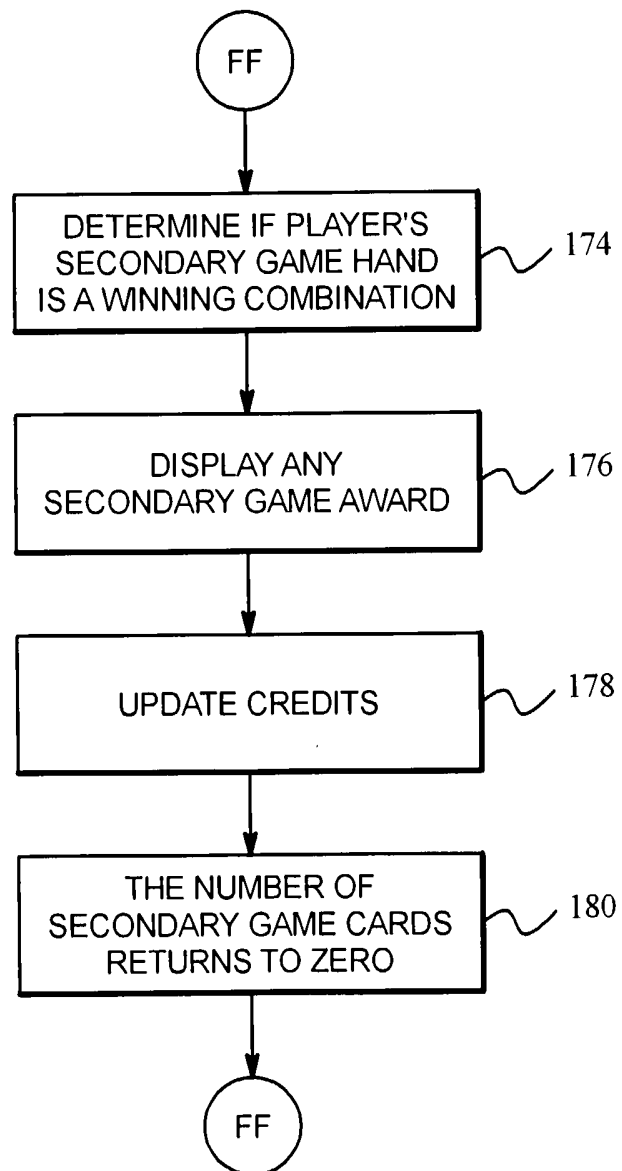 FF
DETERMINE IF PLAYER'S
SECONDARY GAME HAND
IS A WINNING COMBINATION
174
DISPLAY ANY
SECONDARY GAME AWARD
176
UPDATE CREDITS
178
THE NUMBER OF
SECONDARY GAME CARDS
RETURNS TO ZERO
180
FF